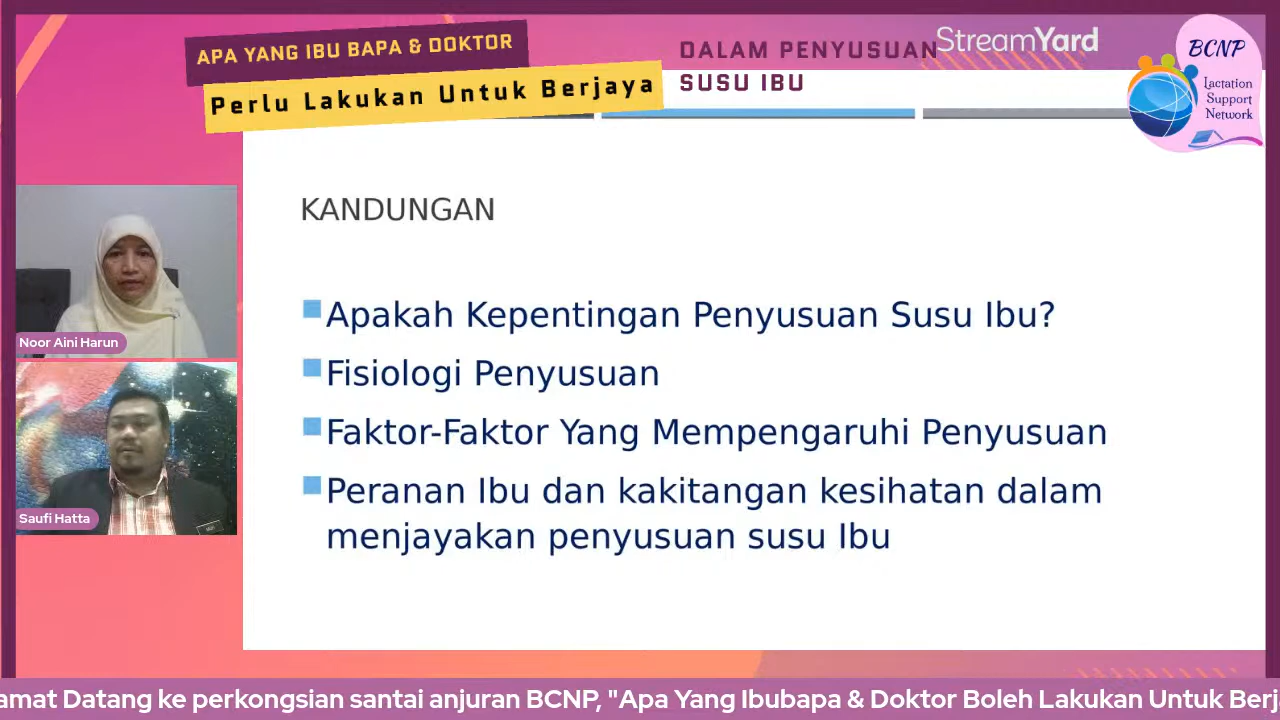 APA YANG IBU BAPA & DOKTOR
Perlu Lakukan Untuk Berjaya
DALAM PENYUSUAN
SUSU IBU
StreamYard
BCNP
Lactation
Support
Network
KANDUNGAN
Apakah Kepentingan Penyusuan Susu Ibu?
Fisiologi Penyusuan
Faktor-Faktor Yang Mempengaruhi Penyusuan
Peranan Ibu dan kakitangan kesihatan dalam
menjayakan penyusuan susu Ibu
Noor Aini Harun
Saufi Hatta
amat Datang ke perkongsian santai anjuran BCNP, "Apa Yang Ibubapa & Doktor Boleh Lakukan Untuk Berj